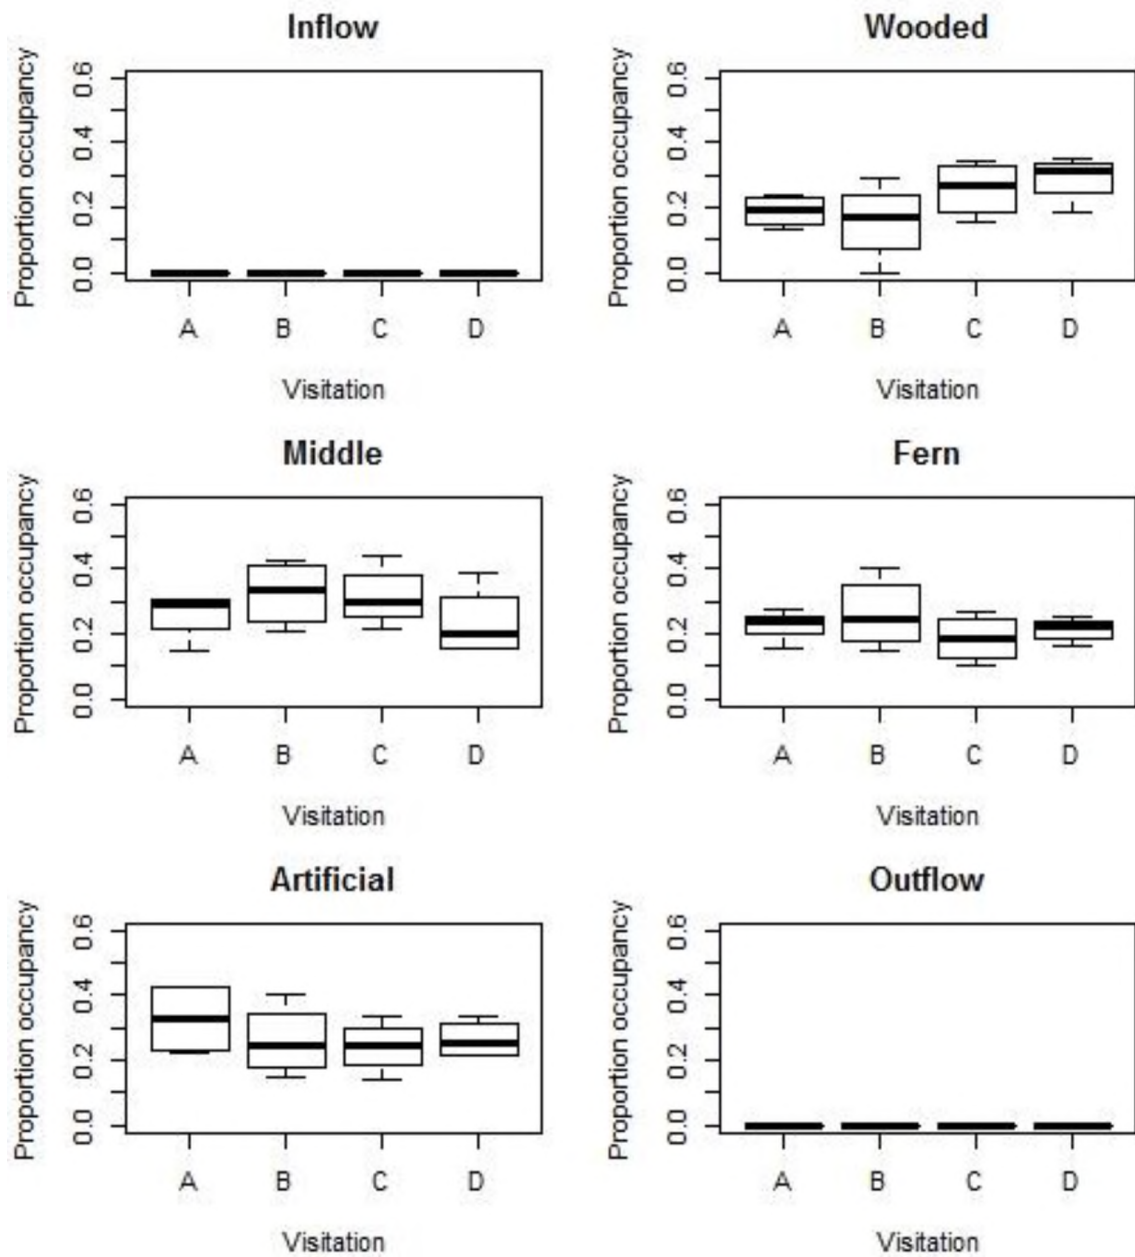 Inflow
Proportion occupancy
0.6
0.4
0.2
0.0
A B C D
Visitation
Wooded
Proportion occupancy
0.6
0.4
0.2
0.0
A B C D
Visitation
Middle
Proportion occupancy
0.6
0.4
0.2
0.0
A B C D
Visitation
Fern
Proportion occupancy
0.6
0.4
0.2
0.0
A B C D
Visitation
Artificial
Proportion occupancy
0.6
0.4
0.2
0.0
A B C D
Visitation
Outflow
Proportion occupancy
0.6
0.4
0.2
0.0
A B C D
Visitation